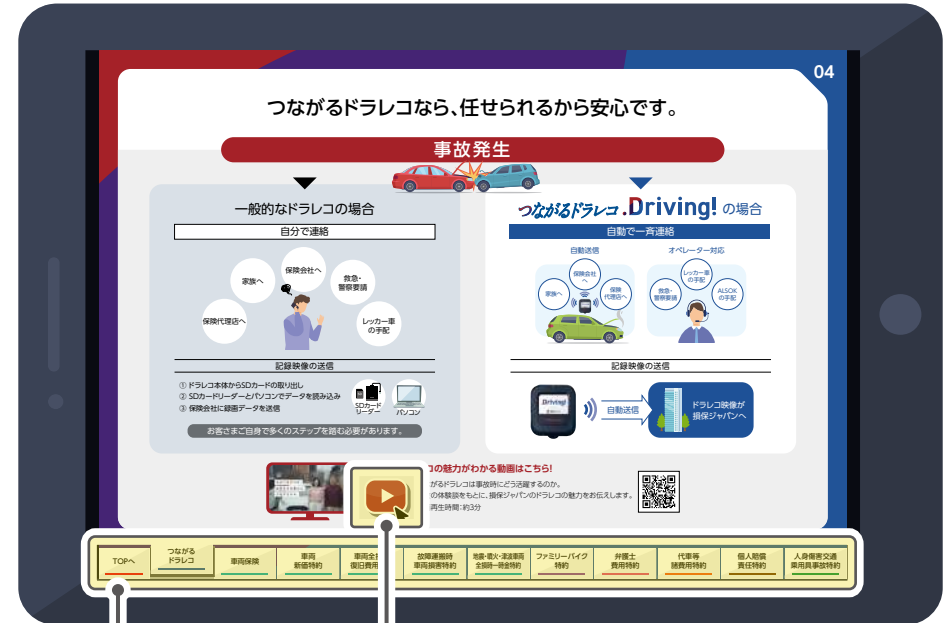 04
つながるドラレコなら、任せられるから安心です。
事故発生
一般的なドラレコの場合
自分で連絡
保険代理店へ
家族へ
保険会社へ
救急・
警察要請
レッカー車
の手配
記録映像の送信
① ドラレコ本体からSDカードの取り出し
② SDカードリーダーとパソコンでデータを読み込み
③ 保険会社に録画データを送信
SDカード
リーダー
パソコン
お客さまご自身で多くのステップを踏む必要があります。
つながるドラレコ.Driving! の場合
自動で一斉連絡
自動送信
家族へ
保険会社
へ
保険
代理店へ
オペレーター対応
救急・
警察要請
レッカー車
の手配
ALSOK
の手配
記録映像の送信
Driving!
自動送信
ドラレコ映像が
損保ジャパンへ
コの魅力がわかる動画はこちら!
がるドラレコは事故時にどう活躍するのか。
の体験談をもとに、損保ジャパンのドラレコの魅力をお伝えします。
再生時間:約3分
TOPへ
つながる
ドラレコ
車両保険
車両
新価特約
車両全損
復旧費用
故障運搬時
車両損害特約
地震・噴火・津波車両
全損時一時金特約
ファミリーバイク
特約
弁護士
費用特約
代車等
諸費用特約
個人賠償
責任特約
人身傷害交通
乗用具事故特約